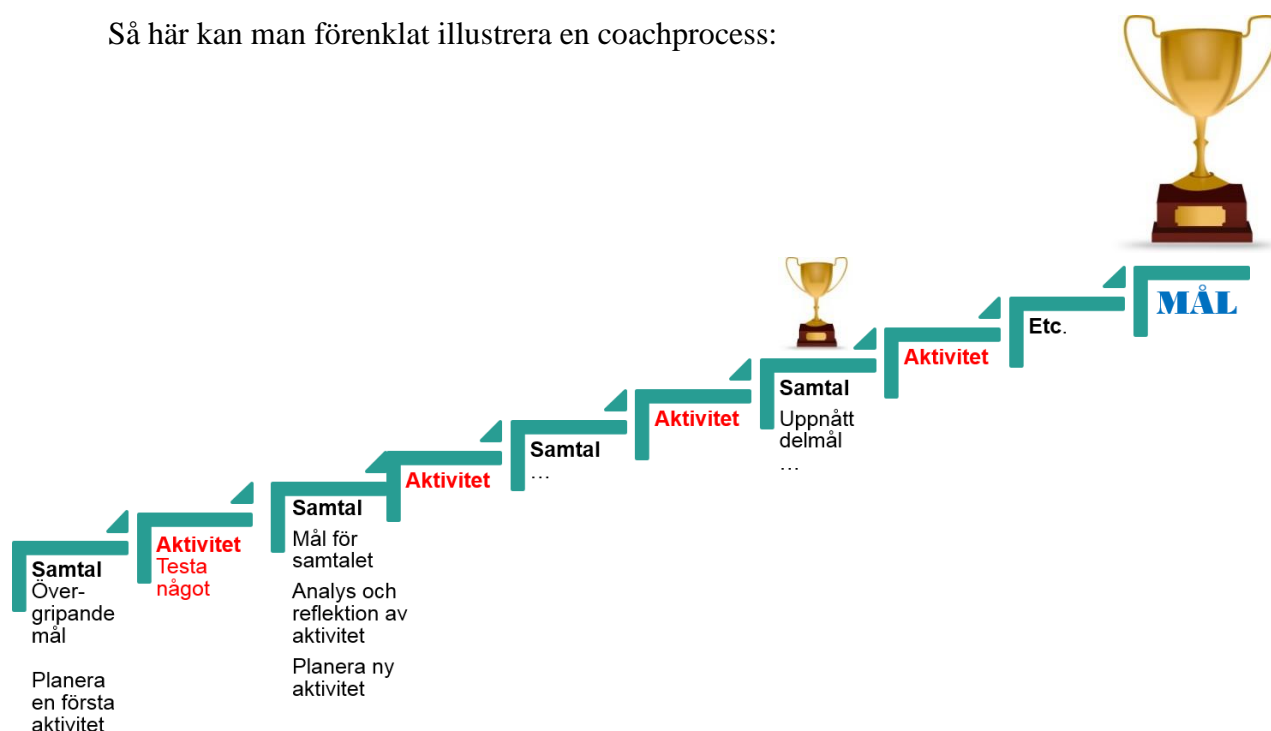 Så här kan man förenklat illustrera en coachprocess:
Samtal
Över-
gripande
mål
Planera
en första
aktivitet
Aktivitet
Testa
något
Samtal
Mål för
samtalet
Analys och
reflektion av
aktivitet
Planera ny
aktivitet
Aktivitet
Samtal
…
Aktivitet
Samtal
Uppnått
delmål
…
Aktivitet
Etc.
MÅL